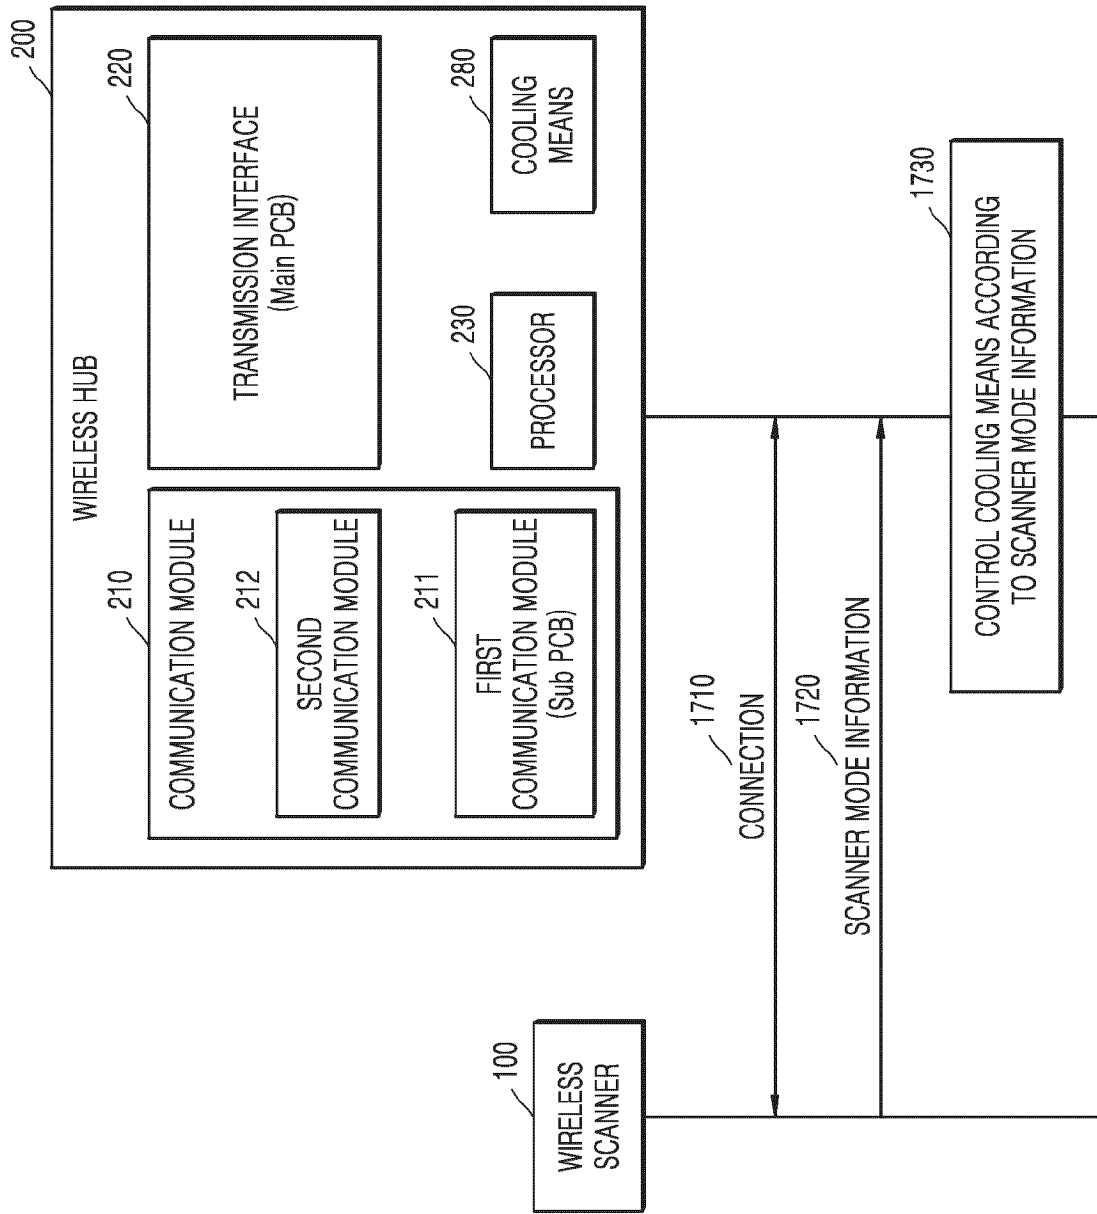 200
WIRELESS HUB
210
COMMUNICATION MODULE
212
SECOND
COMMUNICATION MODULE
211
FIRST
COMMUNICATION MODULE
(Sub PCB)
220
TRANSMISSION INTERFACE
(Main PCB)
230
PROCESSOR
280
COOLING
MEANS
100
WIRELESS
SCANNER
1710
CONNECTION
1720
SCANNER MODE INFORMATION
1730
CONTROL COOLING MEANS ACCORDING
TO SCANNER MODE INFORMATION